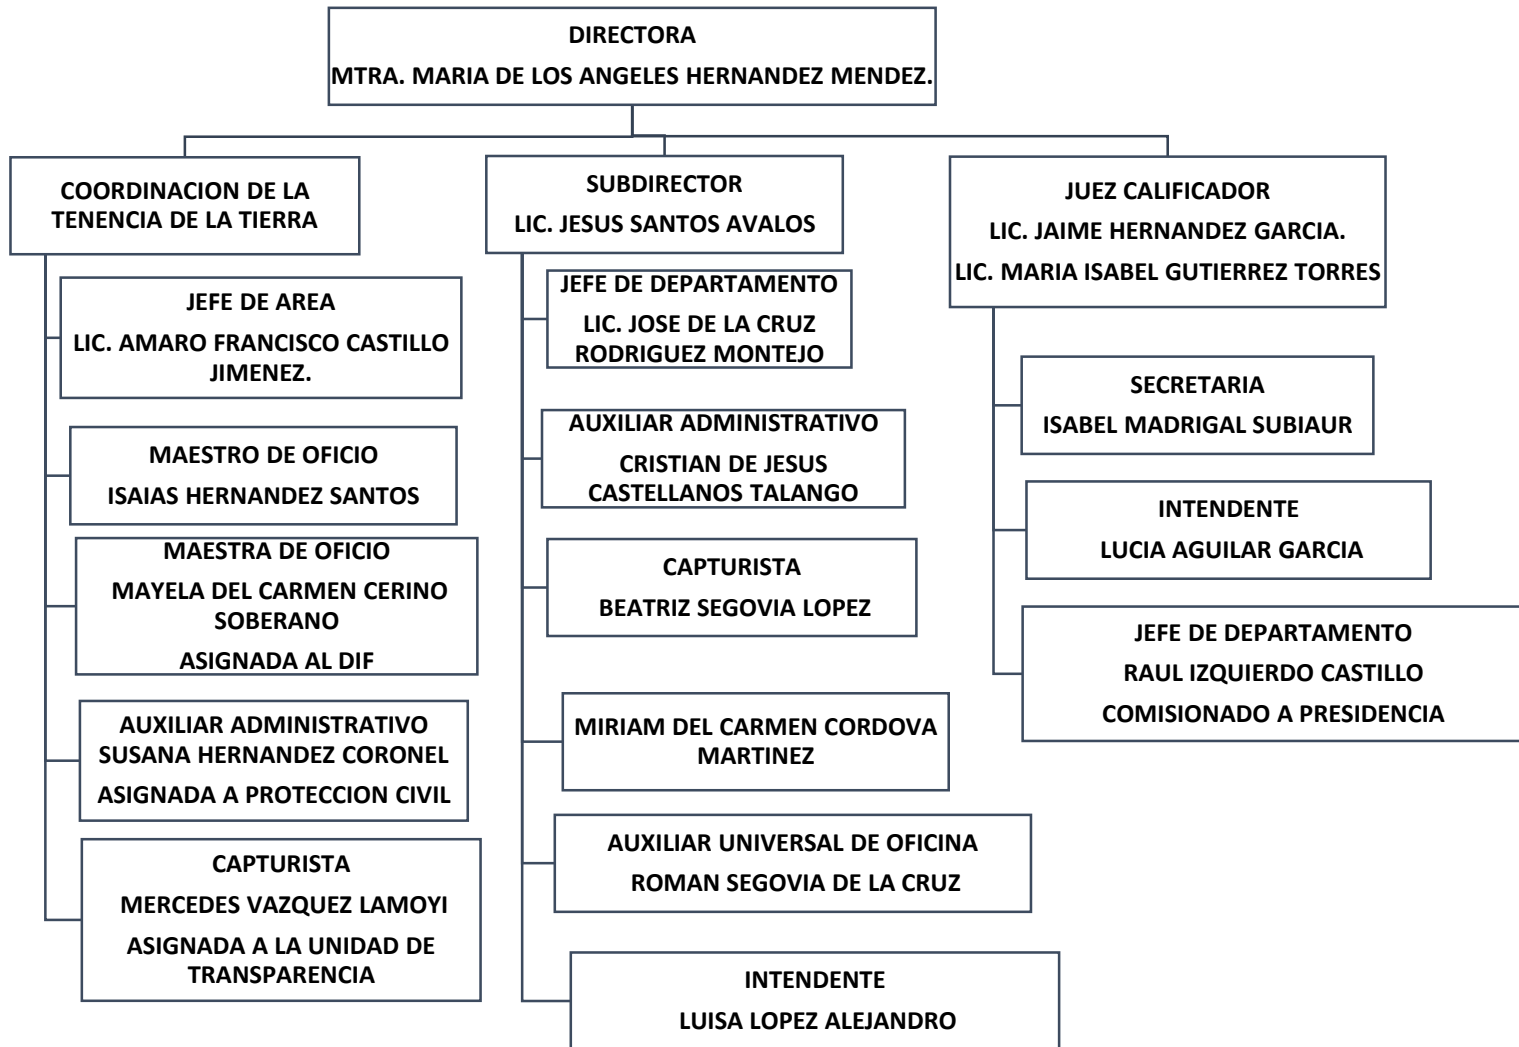 DIRECTORA
MTRA. MARIA DE LOS ANGELES HERNANDEZ MENDEZ.
COORDINACION DE LA
TENENCIA DE LA TIERRA
JEFE DE AREA
LIC. AMARO FRANCISCO CASTILLO
JIMENEZ.
MAESTRO DE OFICIO
ISAIAS HERNANDEZ SANTOS
MAESTRA DE OFICIO
MAYELA DEL CARMEN CERINO
SOBERANO
ASIGNADA AL DIF
AUXILIAR ADMINISTRATIVO
SUSANA HERNANDEZ CORONEL
ASIGNADA A PROTECCION CIVIL
CAPTURISTA
MERCEDES VAZQUEZ LAMOYI
ASIGNADA A LA UNIDAD DE
TRANSPARENCIA
SUBDIRECTOR
LIC. JESUS SANTOS AVALOS
JEFE DE DEPARTAMENTO
LIC. JOSE DE LA CRUZ
RODRIGUEZ MONTEJO
AUXILIAR ADMINISTRATIVO
CRISTIAN DE JESUS
CASTELLANOS TALANGO
CAPTURISTA
BEATRIZ SEGOVIA LOPEZ
MIRIAM DEL CARMEN CORDOVA
MARTINEZ
AUXILIAR UNIVERSAL DE OFICINA
ROMAN SEGOVIA DE LA CRUZ
INTENDENTE
LUISA LOPEZ ALEJANDRO
JUEZ CALIFICADOR
LIC. JAIME HERNANDEZ GARCIA.
LIC. MARIA ISABEL GUTIERREZ TORRES
SECRETARIA
ISABEL MADRIGAL SUBIAUR
INTENDENTE
LUCIA AGUILAR GARCIA
JEFE DE DEPARTAMENTO
RAUL IZQUIERDO CASTILLO
COMISIONADO A PRESIDENCIA